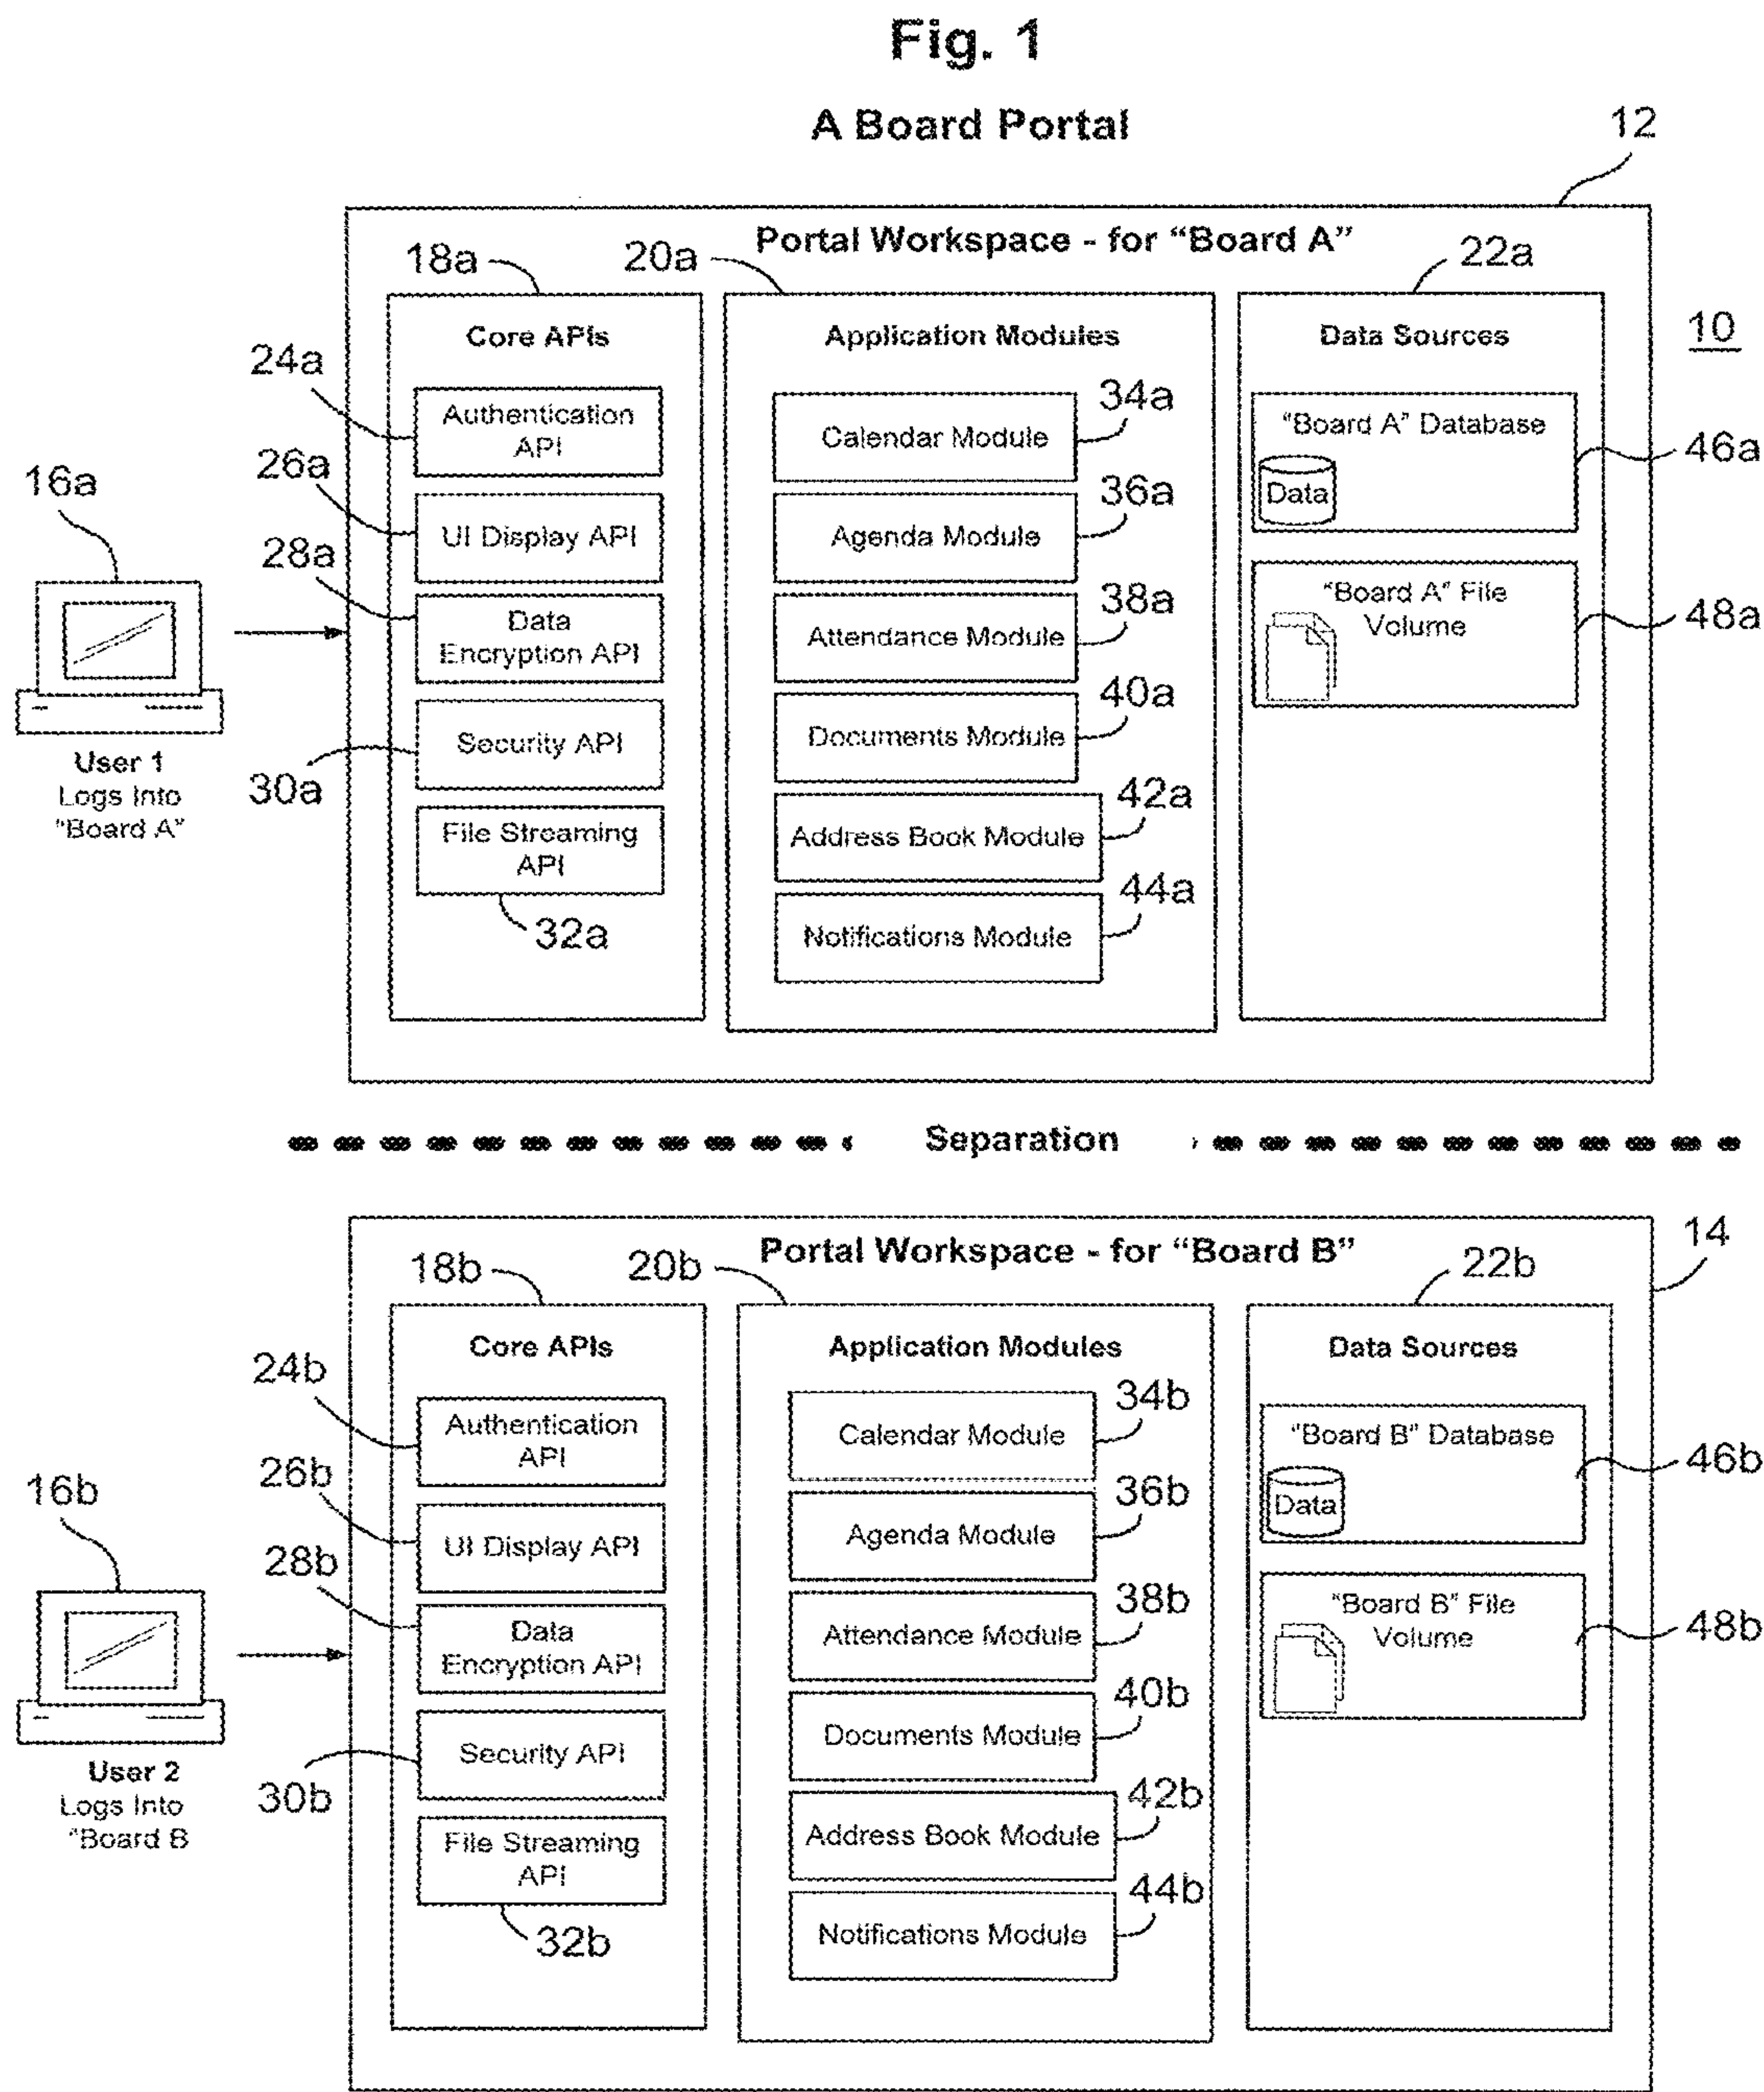 Fig. 1
A Board Portal
12
Portal Workspace - for “Board A”
18a
20a
22a
10
Core APIs
Application Modules
Data Sources
24a
Authentication
API
26a
UI Display API
28a
Data
Encryption API
Security API
30a
File Streaming
API
32a
34a
Calendar Module
36a
Agenda Module
38a
Attendance Module
40a
Documents Module
42a
Address Book Module
44a
Notifications Module
“Board A” Database
Data
46a
“Board A” File
Volume
48a
16a
User 1
Logs Into
“Board A”
Separation
14
Portal Workspace - for “Board B”
18b
20b
22b
Core APIs
Application Modules
Data Sources
24b
Authentication
API
26b
UI Display API
28b
Data
Encryption API
Security API
30b
File Streaming
API
32b
34b
Calendar Module
36b
Agenda Module
38b
Attendance Module
40b
Documents Module
42b
Address Book Module
44b
Notifications Module
“Board B” Database
Data
46b
“Board B” File
Volume
48b
16b
User 2
Logs Into
“Board B